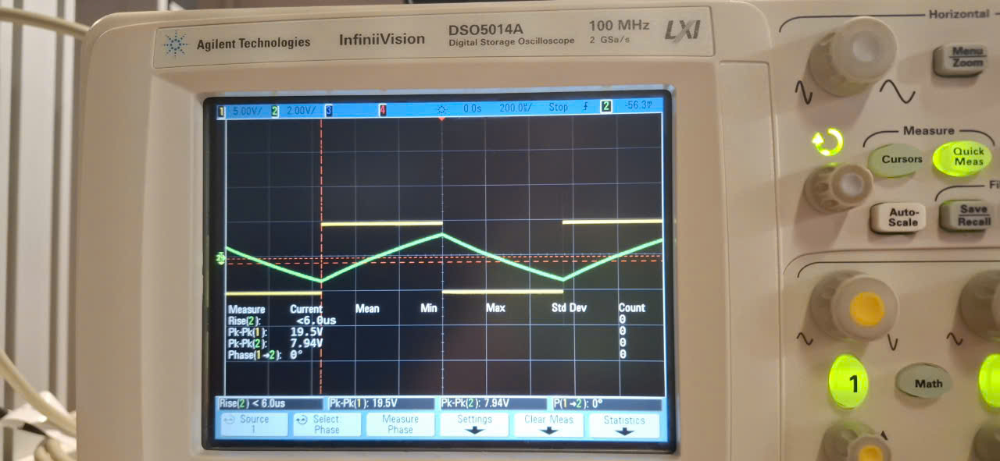 Agilent Technologies InfiniiVision DSO5014A 100 MHz LXI
Digital Storage Oscilloscope 2 GSa/s
Horizontal
Menu
Zoom
1 5.00V/ 2 2.00V/ 3 4 0.0s 200.0us/ Stop 2 -56.3mV
Measure
Cursors
Quick
Meas
Auto-
Scale
Save
Recall
Measure Current Mean Min Max Std Dev Count
Rise(2): <6.0us 0
Pk-Pk(1): 19.5V 0
Pk-Pk(2): 7.94V 0
Phase(1→2): 0° 0
Rise(2) < 6.0us Pk-Pk(1): 19.5V Pk-Pk(2): 7.94V P(1→2): 0°
Source
1
Select
Phase
Measure
Phase
Settings
Clear Meas
Statistics
1
Math